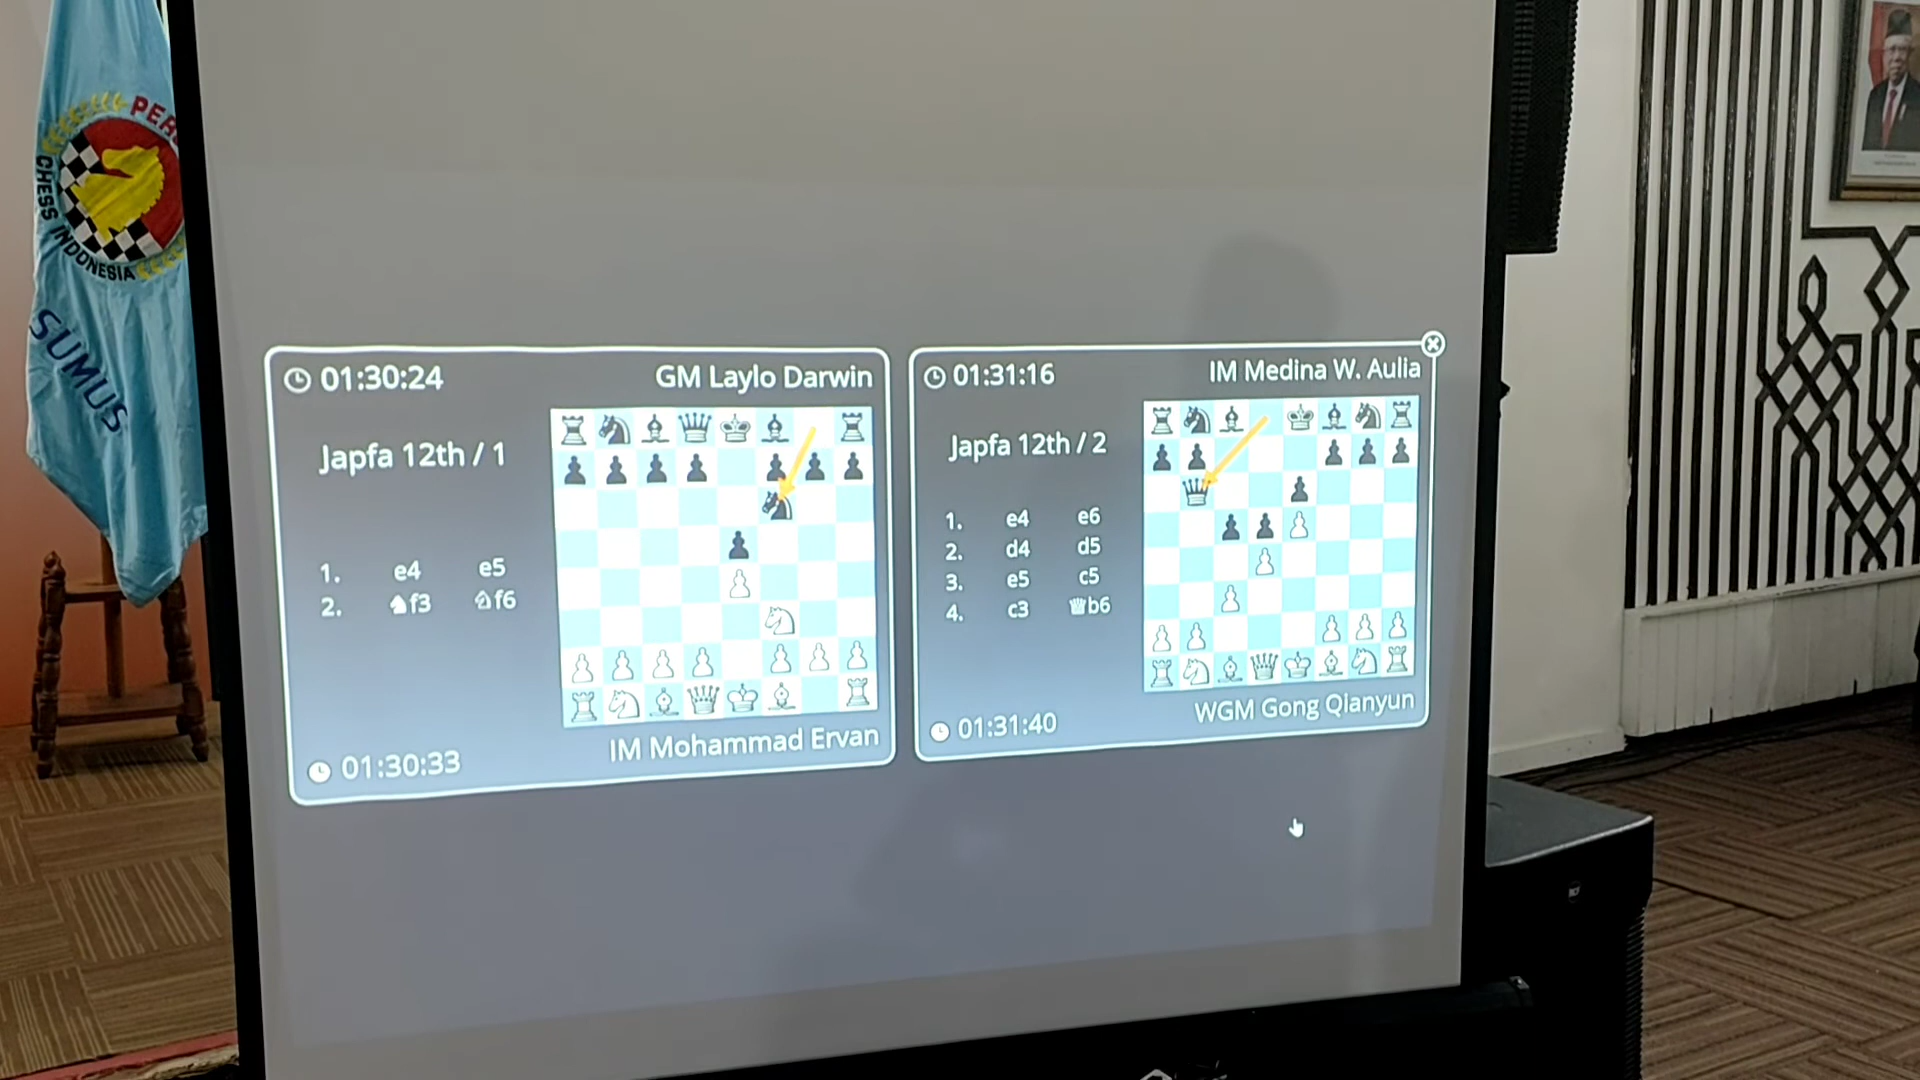 CHESS INDONESIA
SUMUS
01:30:24 GM Laylo Darwin
Japfa 12th / 1
1. e4 e5
2. ♞f3 ♘f6
IM Mohammad Ervan
01:30:33
01:31:16 IM Medina W. Aulia
Japfa 12th / 2
1. e4 e6
2. d4 d5
3. e5 c5
4. c3 ♛b6
WGM Gong Qianyun
01:31:40